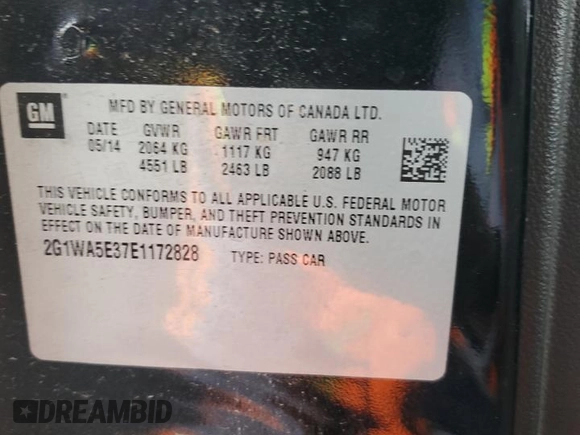 GM
MFD BY GENERAL MOTORS OF CANADA LTD.
DATE GVWR GAWR FRT GAWR RR
05/14 2064 KG 1117 KG 947 KG
4551 LB 2463 LB 2088 LB
THIS VEHICLE CONFORMS TO ALL APPLICABLE U.S. FEDERAL MOTOR
VEHICLE SAFETY, BUMPER, AND THEFT PREVENTION STANDARDS IN
EFFECT ON THE DATE OF MANUFACTURE SHOWN ABOVE.
2G1WA5E37E1172828 TYPE: PASS CAR
DREAMBID